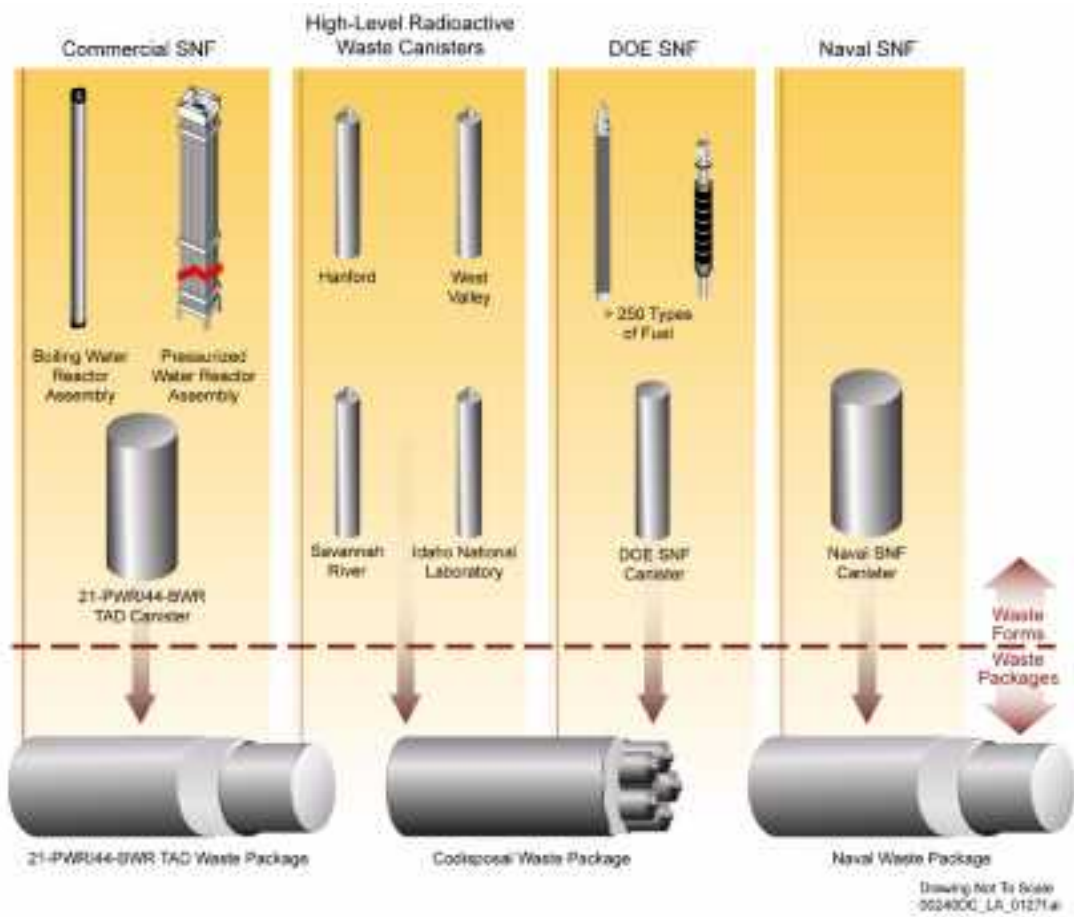 Commercial SNF
High-Level Radioactive
Waste Canisters
DOE SNF
Naval SNF
Boiling Water
Reactor
Assembly
Pressurized
Water Reactor
Assembly
Hanford
West
Valley
> 250 Types
of Fuel
21-PWR/44-BWR
TAD Canister
Savannah
River
Idaho National
Laboratory
DOE SNF
Canister
Naval SNF
Canister
Waste
Forms
Waste
Packages
21-PWR/44-BWR TAD Waste Package
Codisposal Waste Package
Naval Waste Package
Drawing Not To Scale
00240DC_LA_0127f.ai